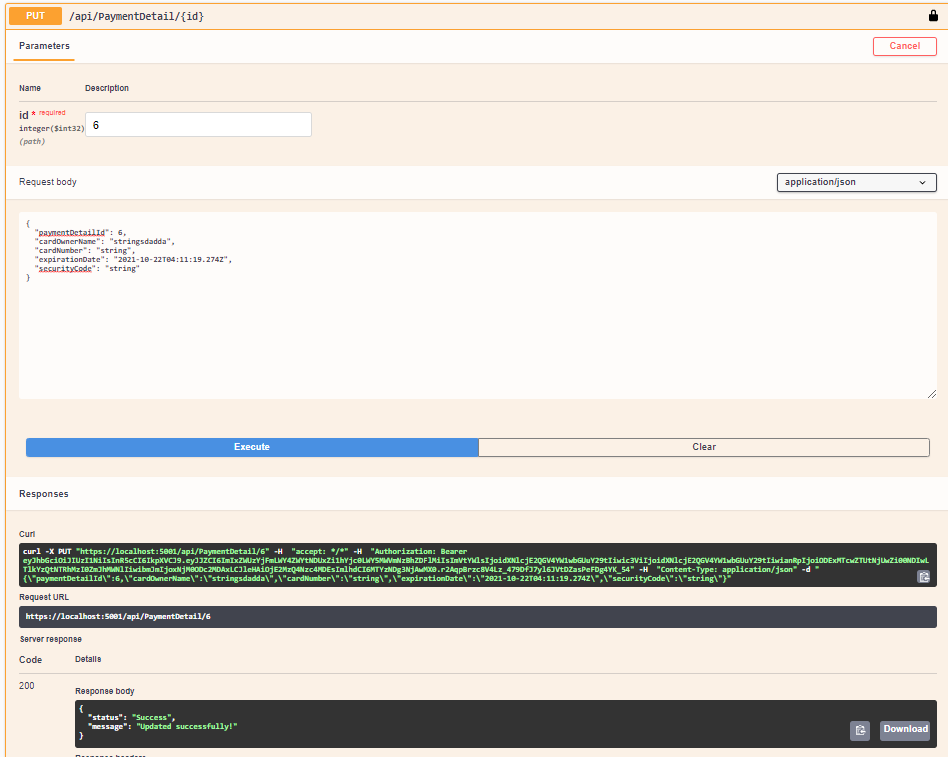 PUT /api/PaymentDetail/{id}
Parameters
Cancel
Name Description
id * required
integer($int32)
(path)
6
Request body
application/json
{
"paymentDetailId": 6,
"cardOwnerName": "stringsdadda",
"cardNumber": "string",
"expirationDate": "2021-10-22T04:11:19.274Z",
"securityCode": "string"
}
Execute Clear
Responses
Curl
curl -X PUT "https://localhost:5001/api/PaymentDetail/6" -H "accept: */*" -H "Authorization: Bearer
-H "Content-Type: application/json" -d "
{\"paymentDetailId\":6,\"cardOwnerName\":\"stringsdadda\",\"cardNumber\":\"string\",\"expirationDate\":\"2021-10-22T04:11:19.274Z\",\"securityCode\":\"string\"}"
Request URL
https://localhost:5001/api/PaymentDetail/6
Server response
Code Details
200
Response body
{
"status": "Success",
"message": "Updated successfully!"
}
Download
Response headers